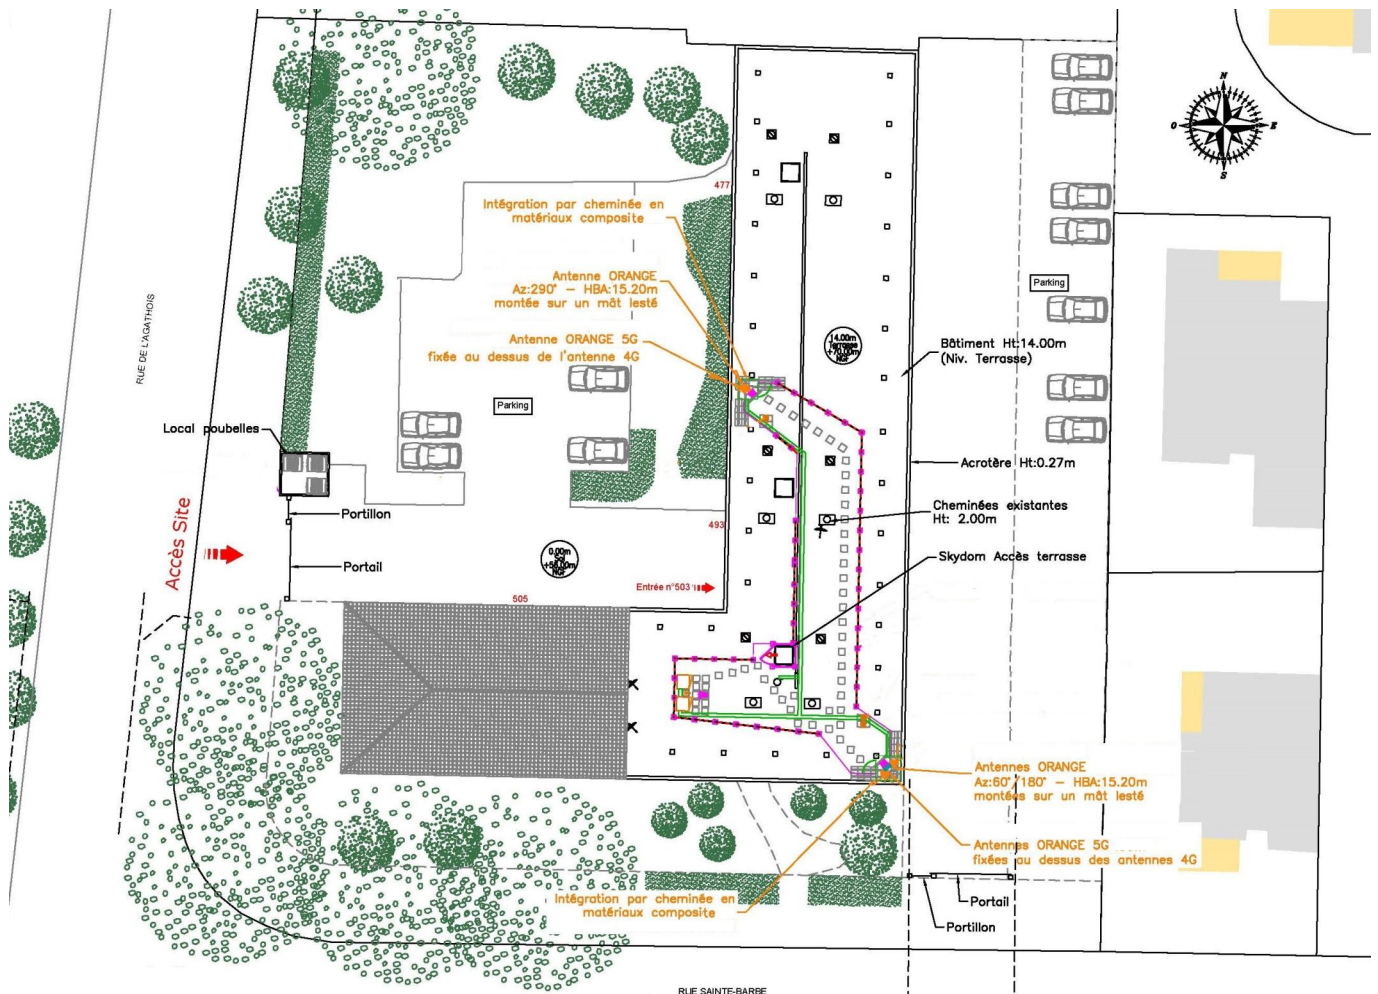 N
O
E
S
477
Intégration par cheminée en
matériaux composite
Antenne ORANGE
Az:290° – HBA:15.20m
montée sur un mât lesté
Antenne ORANGE 5G
fixée au dessus de l'antenne 4G
Parking
14.00m
Terrasse
+70.00m
NGF
Bâtiment Ht:14.00m
(Niv. Terrasse)
RUE DE L'AGATHOIS
Parking
Local poubelles
Acrotère Ht:0.27m
Portillon
493
Cheminées existantes
Ht: 2.00m
Accès Site
0.00m
Sol
+56.00m
NGF
Portail
Skydom Accès terrasse
Entrée n°503
505
Antennes ORANGE
Az:60°/180° – HBA:15.20m
montées sur un mât lesté
Antennes ORANGE 5G
fixées au dessus des antennes 4G
Intégration par cheminée en
matériaux composite
Portail
Portillon
RUE SAINTE-BARBE